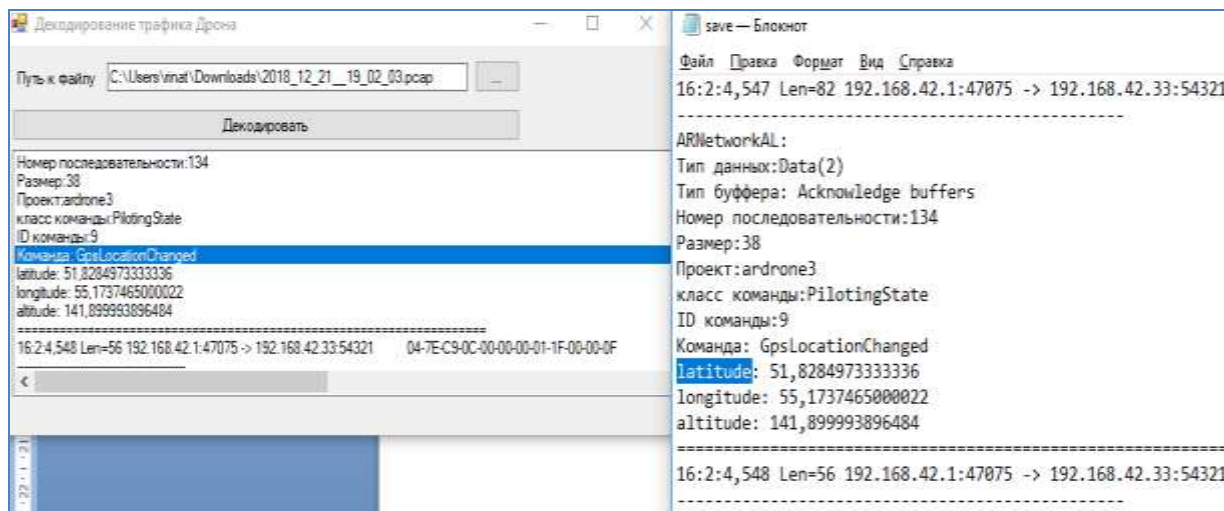 Декодирование трафика Дрона
Путь к файлу C:\Users\rinat\Downloads\2018_12_21__19_02_03.pcap ...
Декодировать
Номер последовательности:134
Размер:38
Проект:ardrone3
класс команды:PilotingState
ID команды:9
Команда: GpsLocationChanged
latitude: 51,8284973333336
longitude: 55,1737465000022
altitude: 141,899993896484
==================================================================
16:2:4,548 Len=56 192.168.42.1:47075 -> 192.168.42.33:54321 04-7E-C9-0C-00-00-00-01-1F-00-00-0F
------------------------------------------
save — Блокнот
Файл Правка Формат Вид Справка
16:2:4,547 Len=82 192.168.42.1:47075 -> 192.168.42.33:54321
--------------------------------------------------
ARNetworkAL:
Тип данных:Data(2)
Тип буффера: Acknowledge buffers
Номер последовательности:134
Размер:38
Проект:ardrone3
класс команды:PilotingState
ID команды:9
Команда: GpsLocationChanged
latitude: 51,8284973333336
longitude: 55,1737465000022
altitude: 141,899993896484
==============================================================
16:2:4,548 Len=56 192.168.42.1:47075 -> 192.168.42.33:54321
--------------------------------------------------
22 · 1 · 21